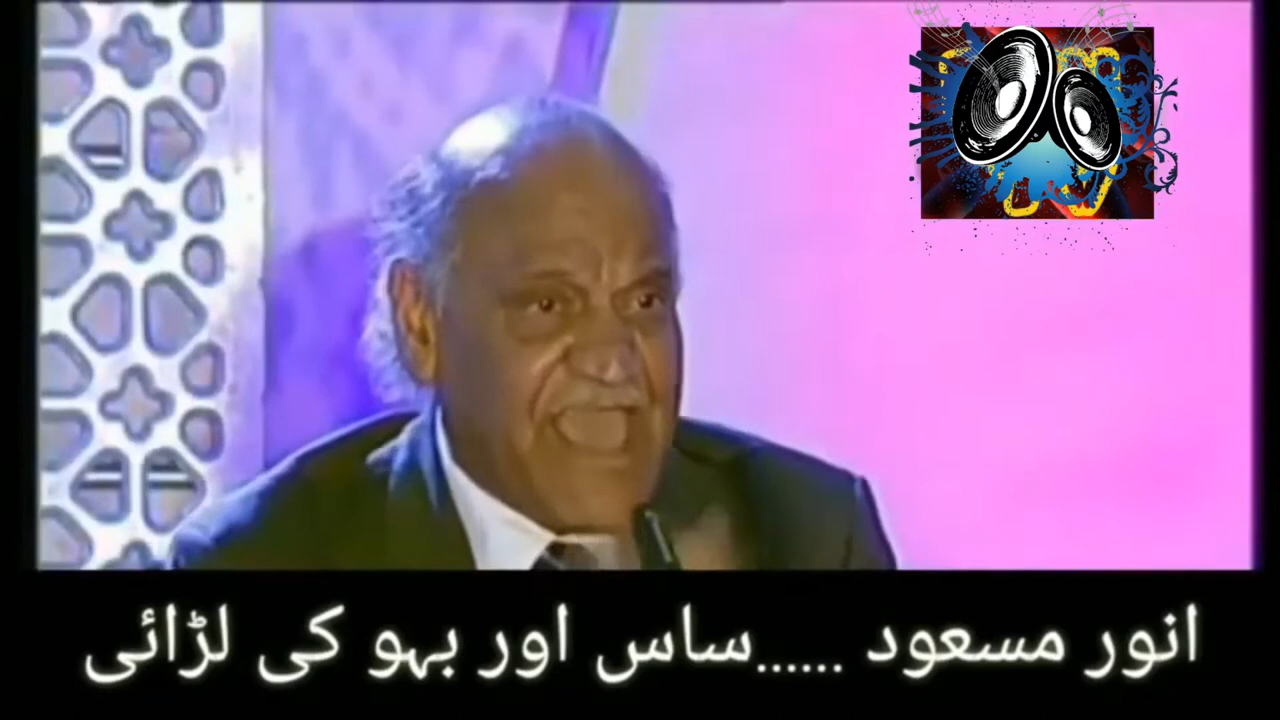 انور مسعود ......ساس اور بہو کی لڑائی